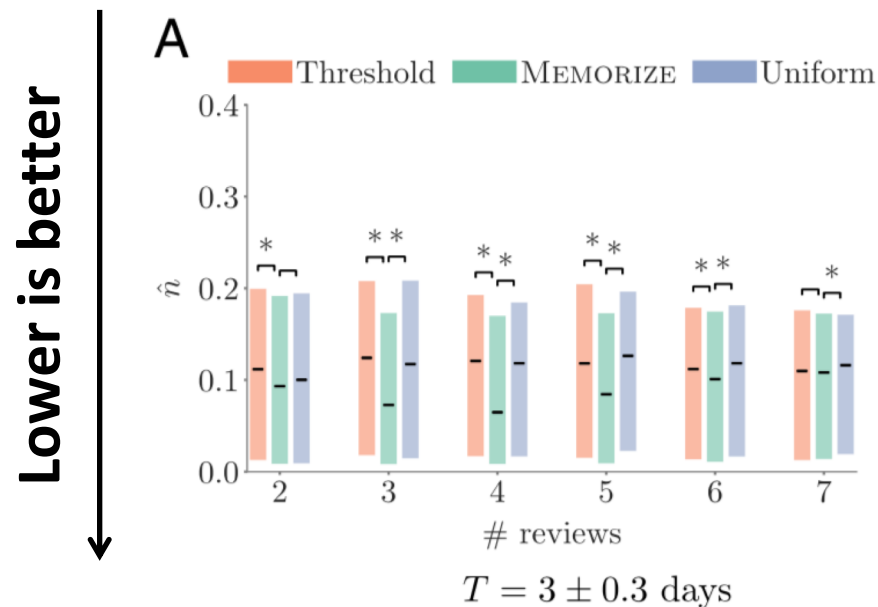 Lower is better
A
Threshold MEMORIZE Uniform
0.4
0.3
0.2
0.1
0.0
n̂
* * * * * * * * * *
2 3 4 5 6 7
# reviews
T = 3 ± 0.3 days